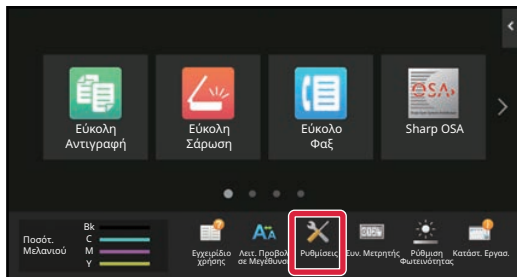 Εύκολη
Αντιγραφή
Εύκολη
Σάρωση
Εύκολο
Φαξ
OSA
Sharp OSA
Ποσότ.
Μελανιού
Bk
C
M
Y
Εγχειρίδιο
χρήσης
Λειτ. Προβολ
σε Μεγέθυνσ
Ρυθμίσεις
Συν. Μετρητής
Ρύθμιση
Φωτεινότητας
Κατάστ. Εργασ.